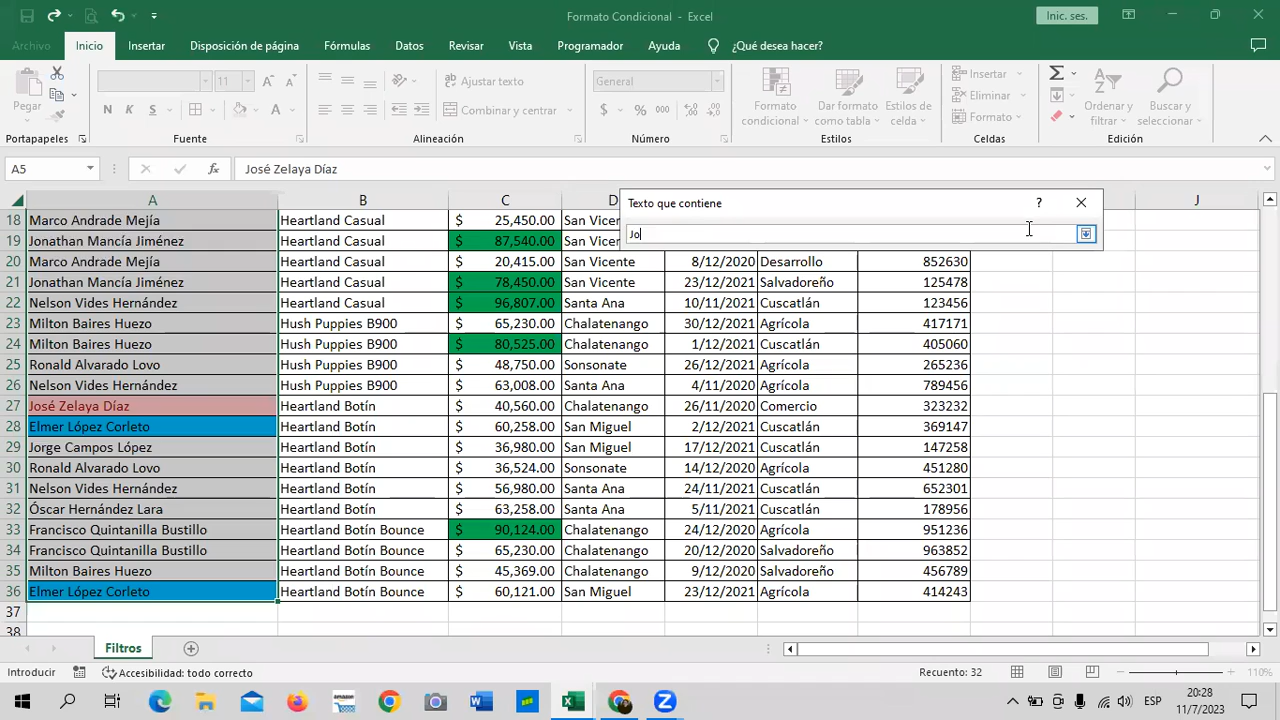 Formato Condicional - Excel
Inic. ses.
Archivo Inicio Insertar Disposición de página Fórmulas Datos Revisar Vista Programador Ayuda ¿Qué desea hacer?
Pegar
11 A A
N K S A
Ajustar texto
Combinar y centrar
General
$ % 000
Formato condicional
Dar formato como tabla
Estilos de celda
Insertar
Eliminar
Formato
Ordenar y filtrar
Buscar y seleccionar
Portapapeles Fuente Alineación Número Estilos Celdas Edición
A5 fx José Zelaya Díaz
A B C D J
Texto que contiene ?
Jo
18 Marco Andrade Mejía Heartland Casual $ 25,450.00 San Vicen
19 Jonathan Mancía Jiménez Heartland Casual $ 87,540.00 San Vicen
20 Marco Andrade Mejía Heartland Casual $ 20,415.00 San Vicente 8/12/2020 Desarrollo 852630
21 Jonathan Mancía Jiménez Heartland Casual $ 78,450.00 San Vicente 23/12/2021 Salvadoreño 125478
22 Nelson Vides Hernández Heartland Casual $ 96,807.00 Santa Ana 10/11/2021 Cuscatlán 123456
23 Milton Baires Huezo Hush Puppies B900 $ 65,230.00 Chalatenango 30/12/2021 Agrícola 417171
24 Milton Baires Huezo Hush Puppies B900 $ 80,525.00 Chalatenango 1/12/2021 Cuscatlán 405060
25 Ronald Alvarado Lovo Hush Puppies B900 $ 48,750.00 Sonsonate 26/12/2021 Agrícola 265236
26 Nelson Vides Hernández Hush Puppies B900 $ 63,008.00 Santa Ana 4/11/2020 Agrícola 789456
27 José Zelaya Díaz Heartland Botín $ 40,560.00 Chalatenango 26/11/2020 Comercio 323232
28 Elmer López Corleto Heartland Botín $ 60,258.00 San Miguel 2/12/2021 Cuscatlán 369147
29 Jorge Campos López Heartland Botín $ 36,980.00 San Miguel 17/12/2021 Cuscatlán 147258
30 Ronald Alvarado Lovo Heartland Botín $ 36,524.00 Sonsonate 14/12/2020 Agrícola 451280
31 Nelson Vides Hernández Heartland Botín $ 56,980.00 Santa Ana 24/11/2021 Cuscatlán 652301
32 Óscar Hernández Lara Heartland Botín $ 63,258.00 Santa Ana 5/11/2021 Cuscatlán 178956
33 Francisco Quintanilla Bustillo Heartland Botín Bounce $ 90,124.00 Chalatenango 24/12/2020 Agrícola 951236
34 Francisco Quintanilla Bustillo Heartland Botín Bounce $ 65,230.00 Chalatenango 20/12/2020 Salvadoreño 963852
35 Milton Baires Huezo Heartland Botín Bounce $ 45,369.00 Chalatenango 9/12/2020 Salvadoreño 456789
36 Elmer López Corleto Heartland Botín Bounce $ 60,121.00 San Miguel 23/12/2021 Agrícola 414243
37
38
Filtros
Introducir Accesibilidad: todo correcto Recuento: 32 110%
ESP 20:28
11/7/2023